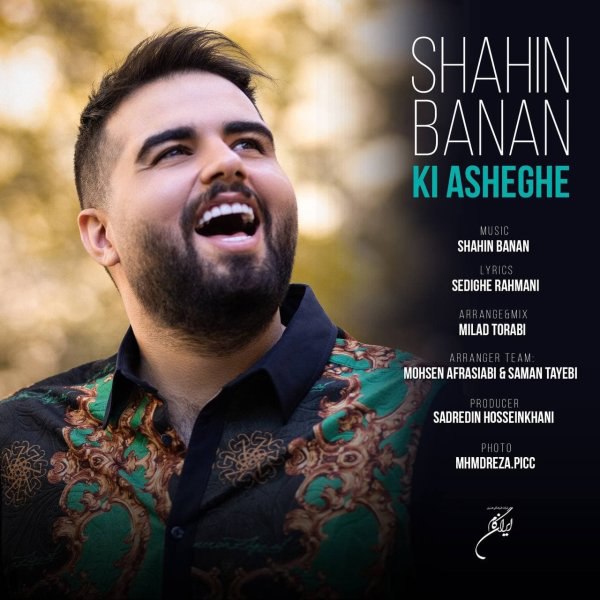 SHAHIN
BANAN
KI ASHEGHE
MUSIC
SHAHIN BANAN
LYRICS
SEDIGHE RAHMANI
ARRANGE&MIX
MILAD TORABI
ARRANGER TEAM:
MOHSEN AFRASIABI & SAMAN TAYEBI
PRODUCER
SADREDIN HOSSEINKHANI
PHOTO
MHMDREZA.PICC